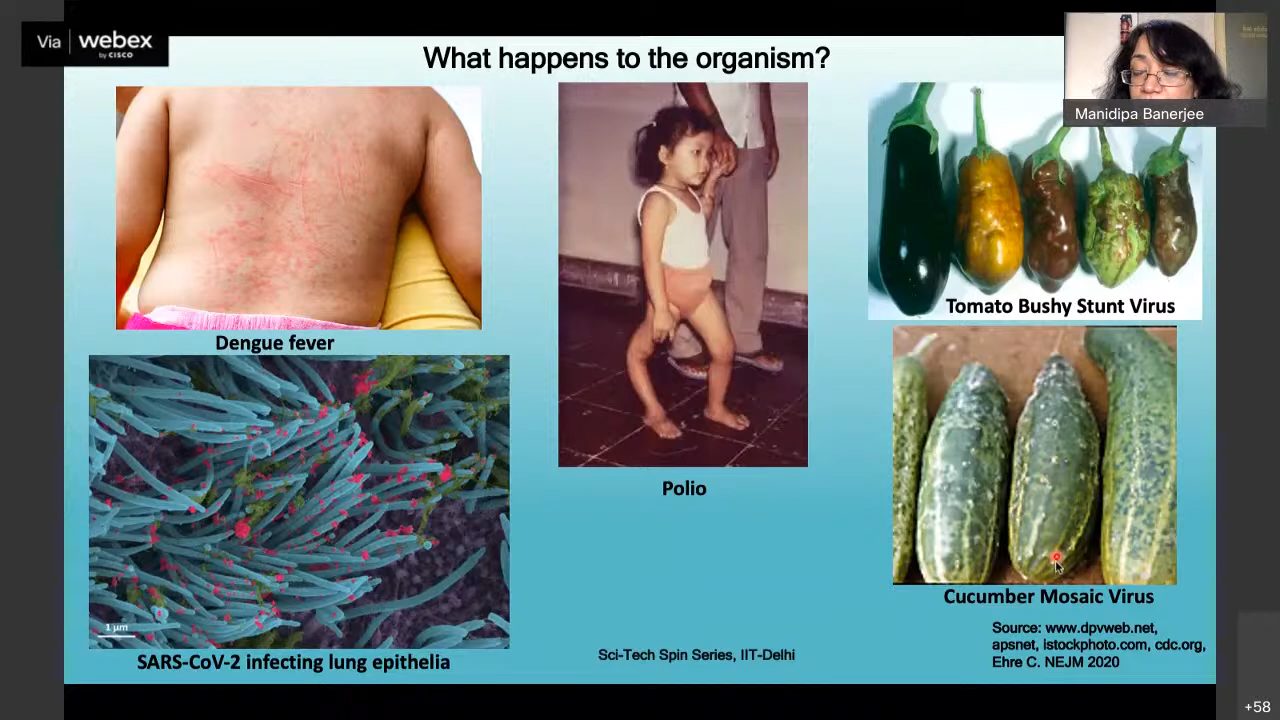 Via webex
by CISCO
What happens to the organism?
Manidipa Banerjee
Dengue fever
Tomato Bushy Stunt Virus
Polio
1 µm
Cucumber Mosaic Virus
SARS-CoV-2 infecting lung epithelia
Sci-Tech Spin Series, IIT-Delhi
Source: www.dpvweb.net,
apsnet, istockphoto.com, cdc.org,
Ehre C. NEJM 2020
+58